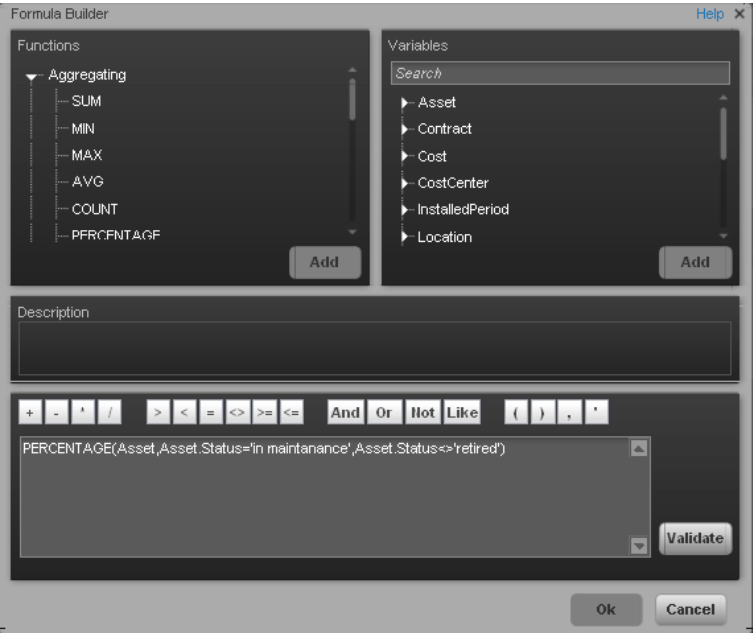 Formula Builder
Help X
Functions
Aggregating
SUM
MIN
MAX
AVG
COUNT
PERCENTAGE
Add
Variables
Search
Asset
Contract
Cost
CostCenter
InstalledPeriod
Location
Add
Description
+ - * / > < = <> >= <= And Or Not Like ( ) , '
PERCENTAGE(Asset,Asset.Status='in maintanance',Asset.Status<>'retired')
Validate
Ok Cancel